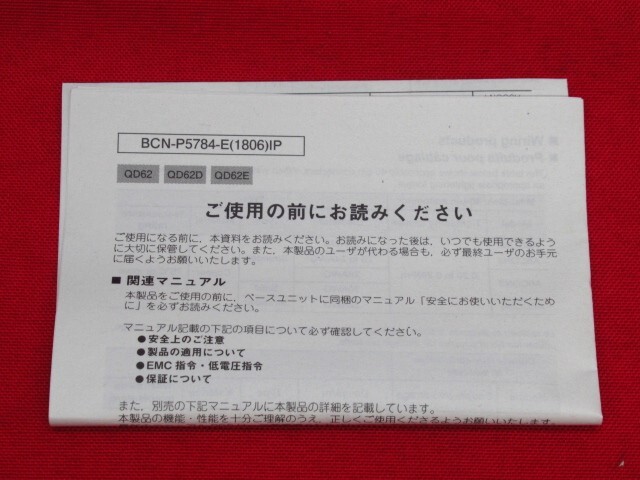 BCN-P5784-E(1806)IP
QD62 QD62D QD62E
ご使用の前にお読みください
ご使用になる前に、本資料をお読みください。お読みになった後は、いつでも使用できるよう
に大切に保管してください。また、本製品のユーザが代わる場合も、必ず最終ユーザのお手元
に届くようお願いいたします。
■ 関連マニュアル
本製品をご使用の前に、ベースユニットに同梱のマニュアル「安全にお使いいただくため
に」を必ずお読みください。
マニュアル記載の下記の項目について必ず確認してください。
●安全上のご注意
●製品の適用について
●EMC 指令・低電圧指令
●保証について
また、別売の下記マニュアルに本製品の詳細を記載しています。
本製品の機能・性能を十分ご理解のうえ、正しくご使用くださるようお願いいたします。